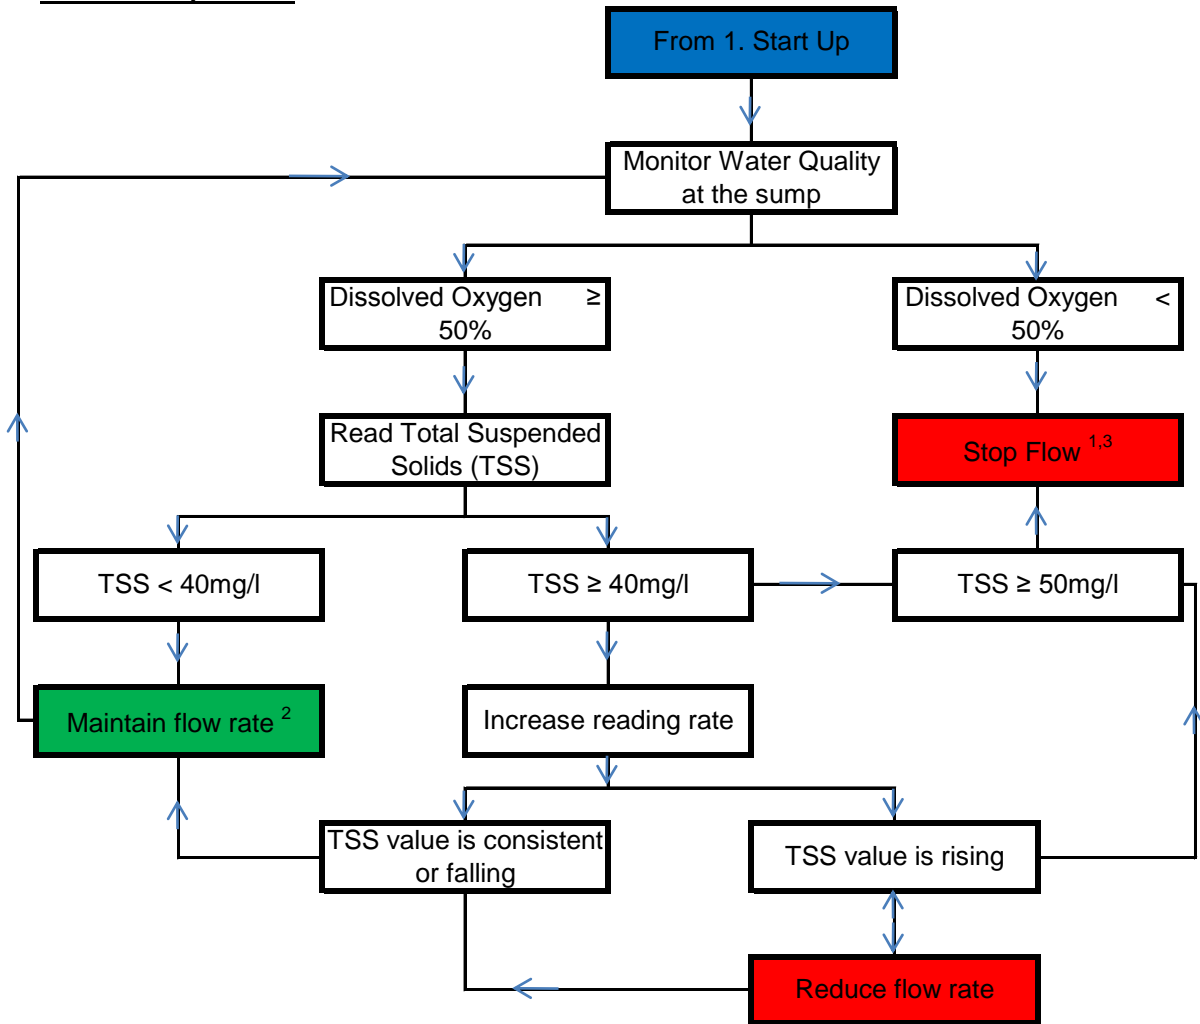 From 1. Start Up
Monitor Water Quality
at the sump
Dissolved Oxygen ≥
50%
Dissolved Oxygen <
50%
Read Total Suspended
Solids (TSS)
Stop Flow 1,3
TSS < 40mg/l
TSS ≥ 40mg/l
TSS ≥ 50mg/l
Maintain flow rate 2
Increase reading rate
TSS value is consistent
or falling
TSS value is rising
Reduce flow rate